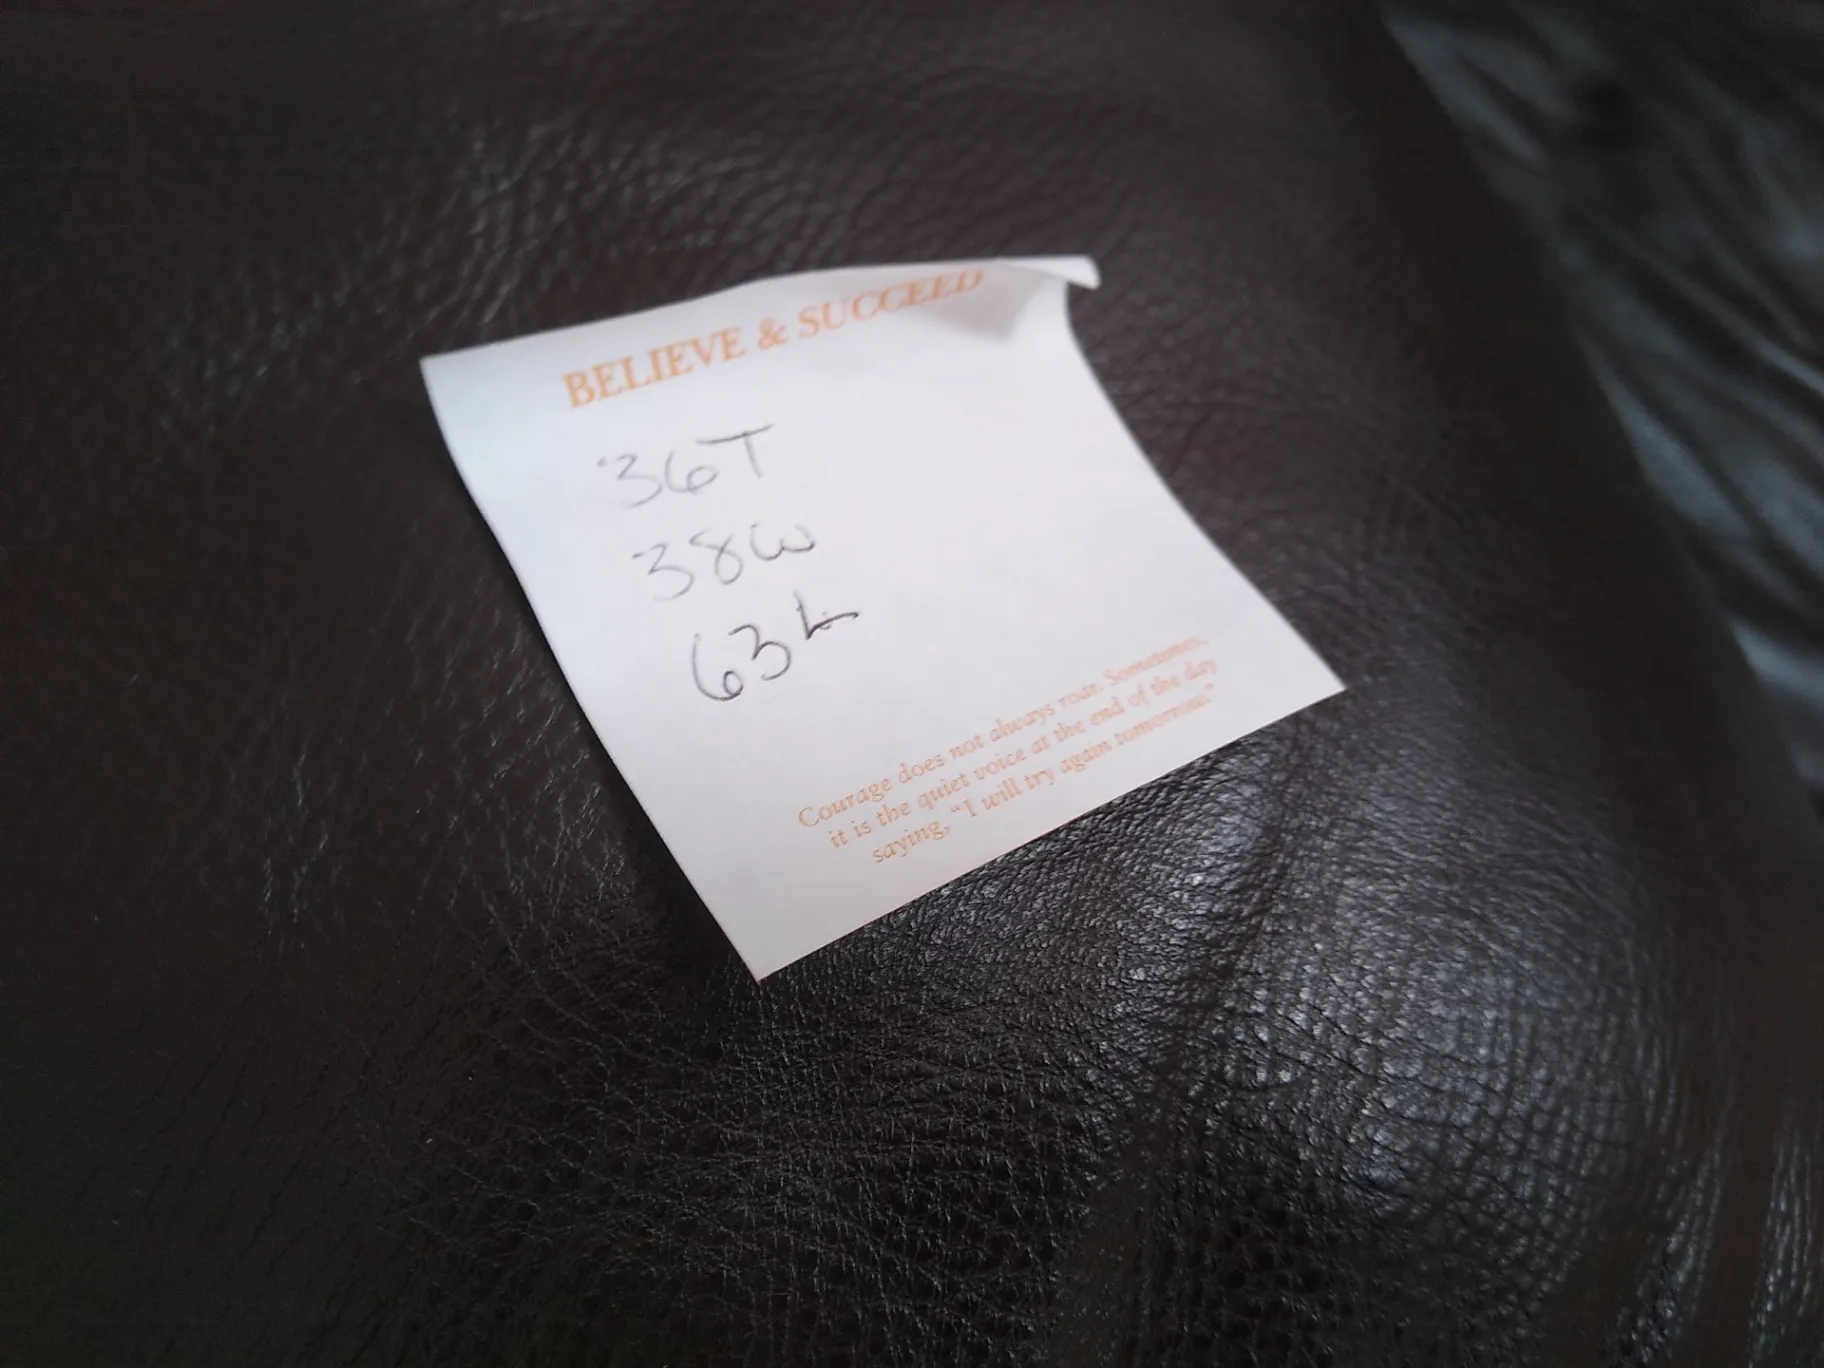 BELIEVE & SUCCEED
36T
38W
63L
Courage does not always roar. Sometimes,
it is the quiet voice at the end of the day
saying, "I will try again tomorrow."